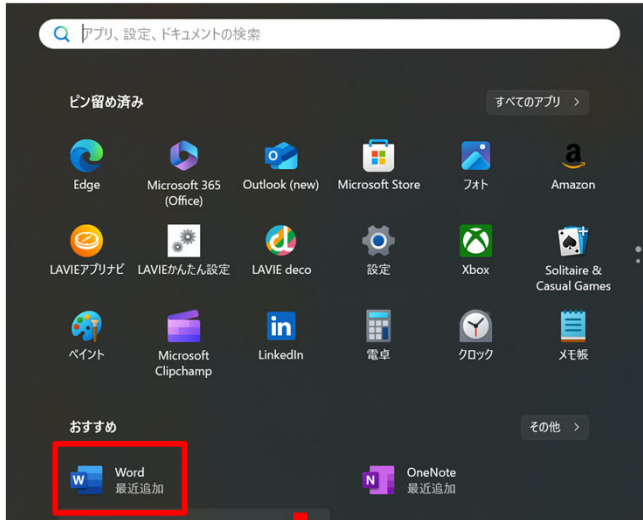 アプリ、設定、ドキュメントの検索
ピン留め済み
すべてのアプリ >
Edge
Microsoft 365
(Office)
Outlook (new)
Microsoft Store
フォト
Amazon
LAVIEアプリナビ
LAVIEかんたん設定
LAVIE deco
設定
Xbox
Solitaire &
Casual Games
ペイント
Microsoft
Clipchamp
LinkedIn
電卓
クロック
メモ帳
おすすめ
その他 >
Word
最近追加
OneNote
最近追加